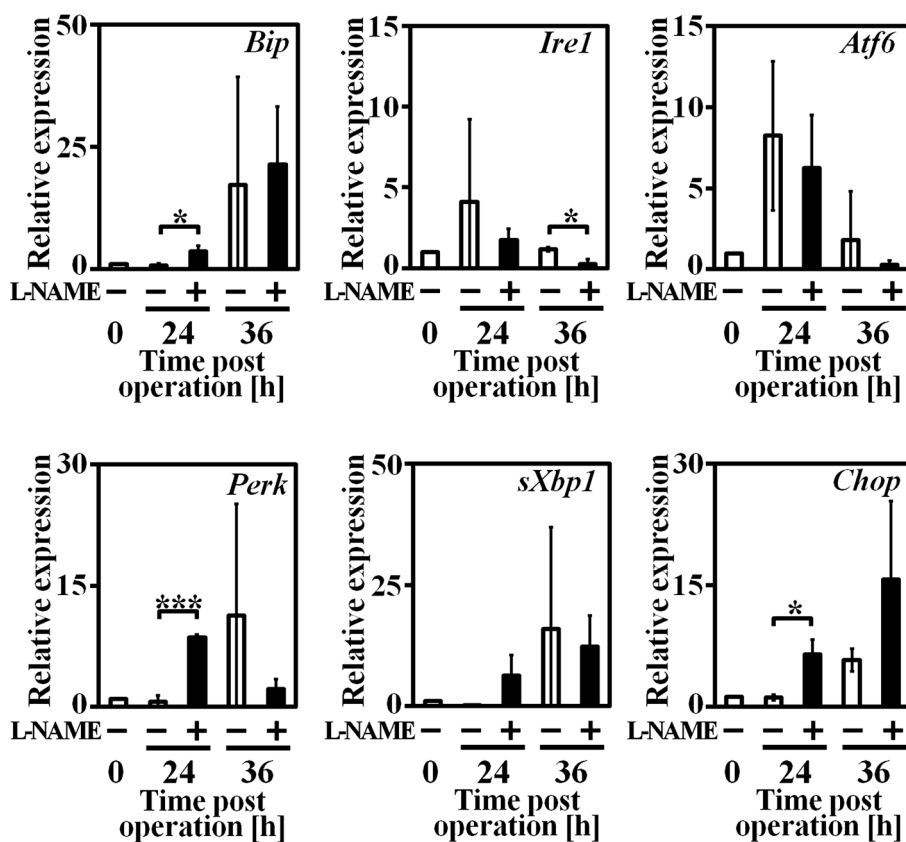 Relative expression
50
25
0
Bip
*
L-NAME − − + − +
0 24 36
Time post
operation [h]
Relative expression
15
10
5
0
Ire1
*
L-NAME − − + − +
0 24 36
Time post
operation [h]
Relative expression
15
10
5
0
Atf6
L-NAME − − + − +
0 24 36
Time post
operation [h]
Relative expression
30
15
0
Perk
***
L-NAME − − + − +
0 24 36
Time post
operation [h]
Relative expression
50
25
0
sXbp1
L-NAME − − + − +
0 24 36
Time post
operation [h]
Relative expression
30
15
0
Chop
*
L-NAME − − + − +
0 24 36
Time post
operation [h]